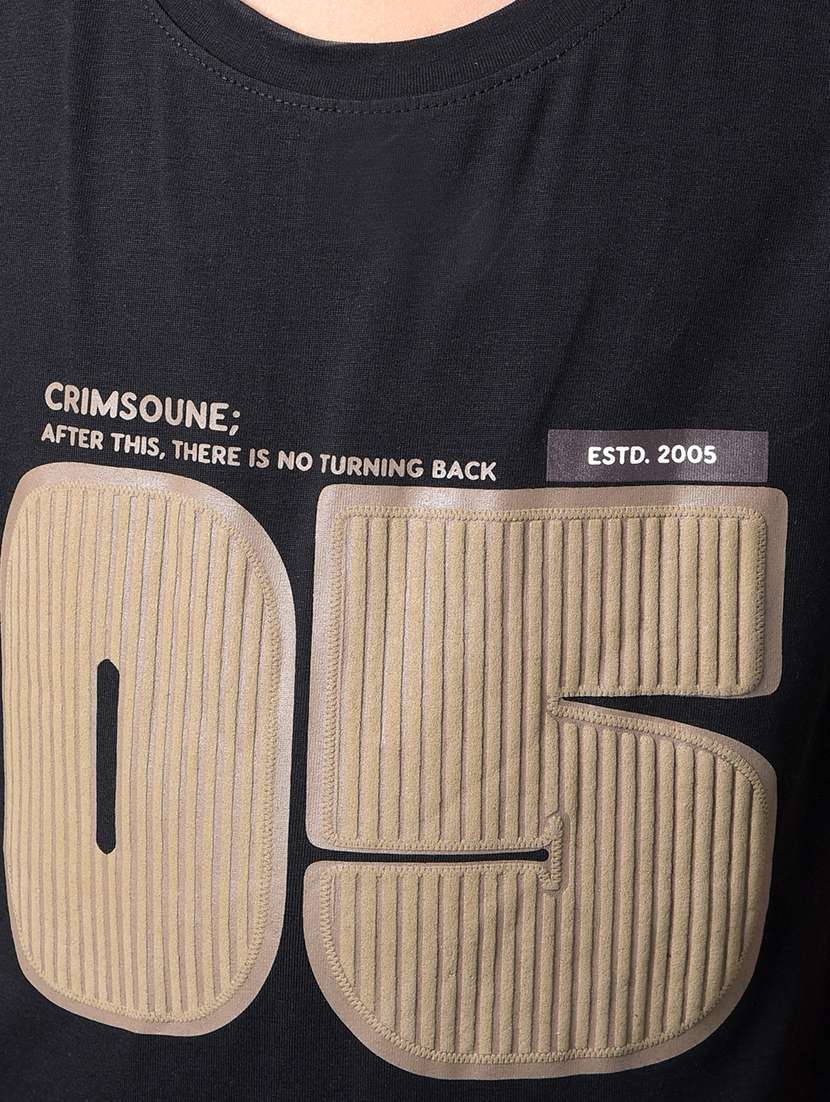 CRIMSOUNE;
AFTER THIS, THERE IS NO TURNING BACK
ESTD. 2005
05